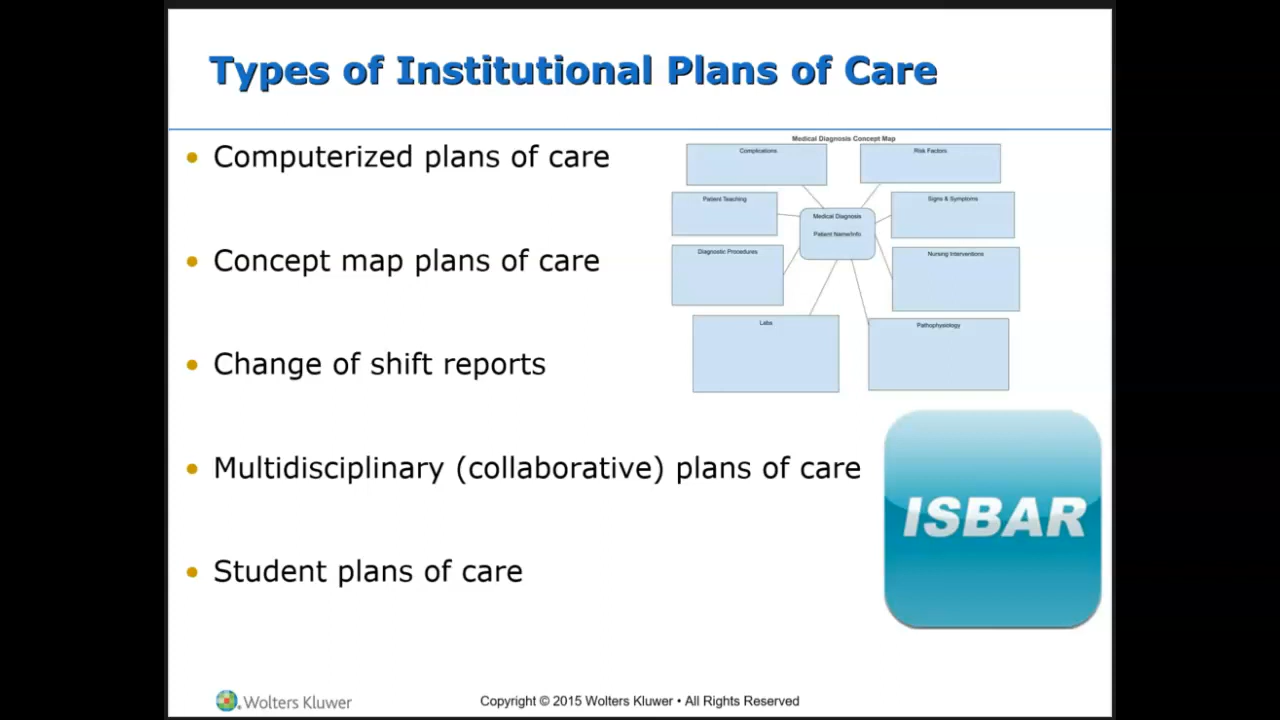 Types of Institutional Plans of Care
• Computerized plans of care
• Concept map plans of care
• Change of shift reports
• Multidisciplinary (collaborative) plans of care
• Student plans of care
Medical Diagnosis Concept Map
Complications
Risk Factors
Patient Teaching
Medical Diagnosis
Patient Name/Info
Signs & Symptoms
Diagnostic Procedures
Nursing Interventions
Labs
Pathophysiology
ISBAR
Wolters Kluwer
Copyright © 2015 Wolters Kluwer • All Rights Reserved